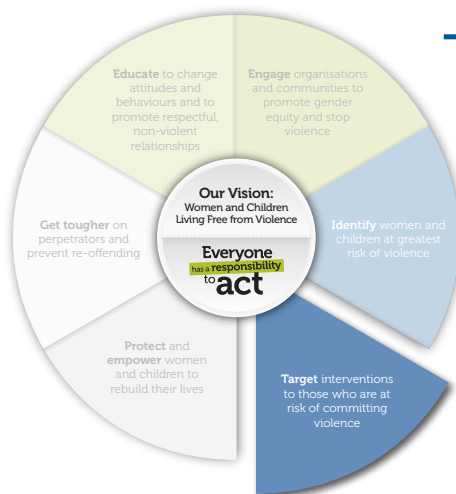 Educate to change
attitudes and
behaviours and to
promote respectful,
non-violent
relationships
Engage organisations
and communities to
promote gender
equity and stop
violence
Get tougher on
perpetrators and
prevent re-offending
Our Vision:
Women and Children
Living Free from Violence
Everyone
has a responsibility
to act
Identify women and
children at greatest
risk of violence
Protect and
empower women
and children to
rebuild their lives
Target interventions
to those who are at
risk of committing
violence